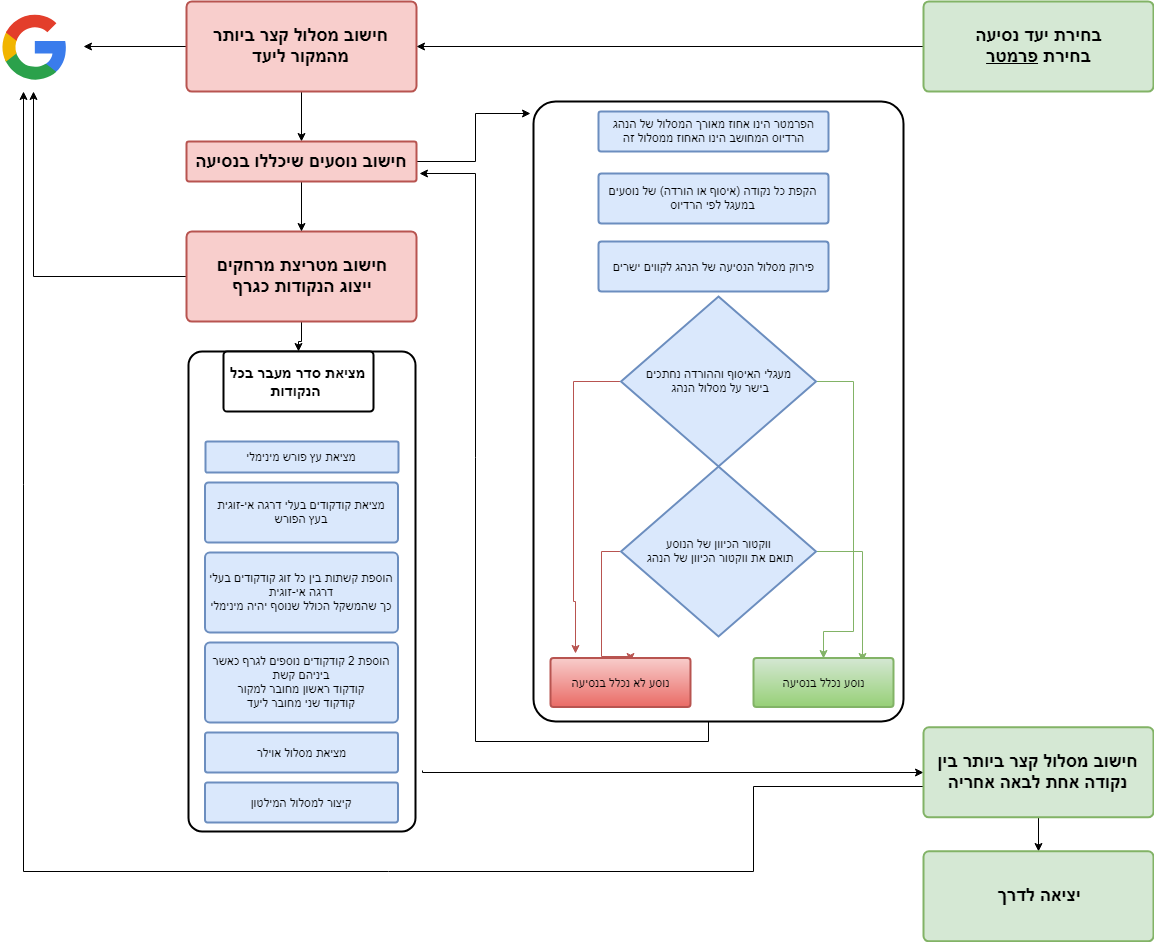 בחירת יעד נסיעה
בחירת פרמטר
חישוב מסלול קצר ביותר
מהמקור ליעד
חישוב נוסעים שיכללו בנסיעה
הפרמטר הינו אחוז מאורך המסלול של הנהג
הרדיוס המחושב הינו האחוז ממסלול זה
הקפת כל נקודה (איסוף או הורדה) של נוסעים
במעגל לפי הרדיוס
פירוק מסלול הנסיעה של הנהג לקווים ישרים
מעגלי האיסוף וההורדה נחתכים
בישר על מסלול הנהג
ווקטור הכיוון של הנוסע
תואם את ווקטור הכיוון של הנהג
נוסע נכלל בנסיעה
נוסע לא נכלל בנסיעה
חישוב מטריצת מרחקים
ייצוג הנקודות כגרף
מציאת סדר מעבר בכל
הנקודות
מציאת עץ פורש מינימלי
מציאת קודקודים בעלי דרגה אי-זוגית
בעץ הפורש
הוספת קשתות בין כל זוג קודקודים בעלי
דרגה אי-זוגית
כך שהמשקל הכולל שנוסף יהיה מינימלי
הוספת 2 קודקודים נוספים לגרף כאשר
ביניהם קשת
קודקוד ראשון מחובר למקור
קודקוד שני מחובר ליעד
מציאת מסלול אוילר
קיצור למסלול המילטון
חישוב מסלול קצר ביותר בין
נקודה אחת לבאה אחריה
יציאה לדרך